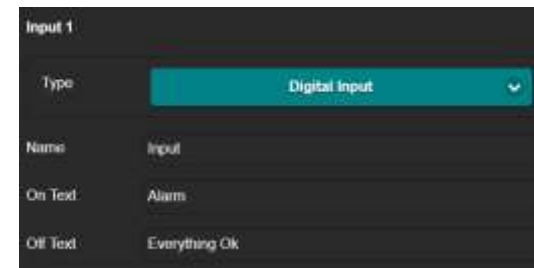 Input 1
Type Digital Input
Name Input
On Text Alarm
Off Text Everything Ok